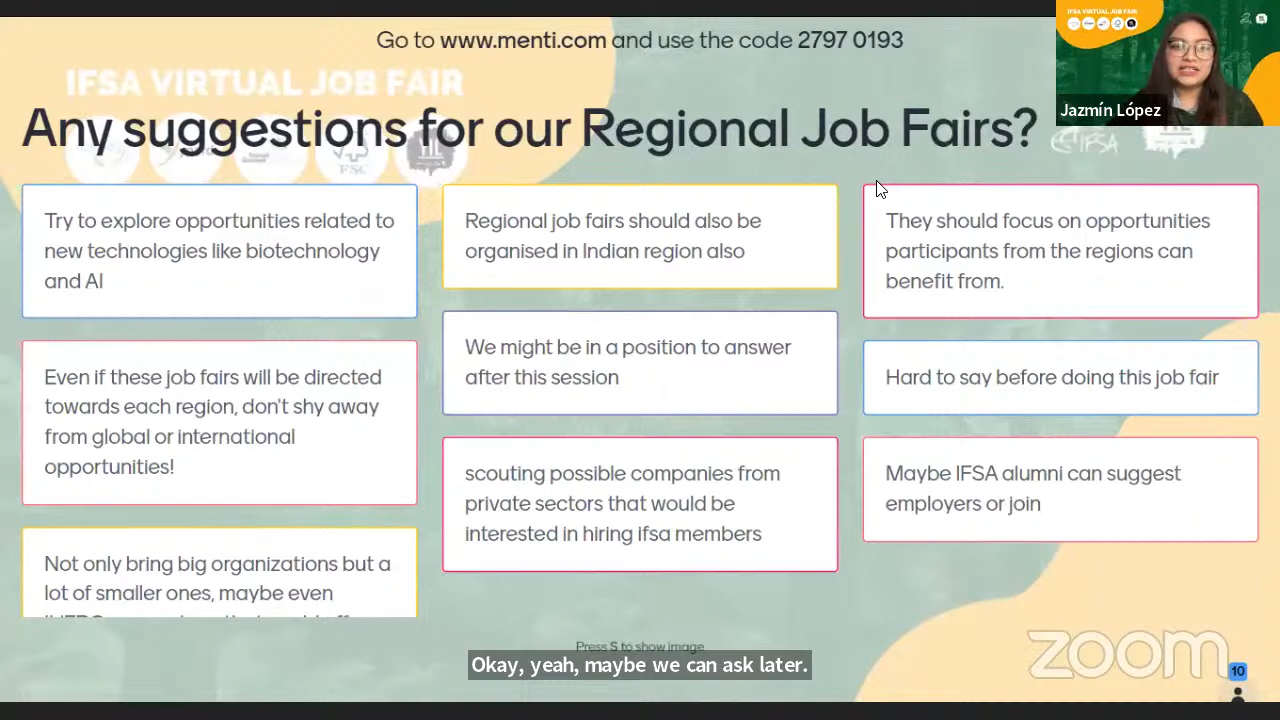 Go to www.menti.com and use the code 2797 0193
IFSA VIRTUAL JOB FAIR
Any suggestions for our Regional Job Fairs?
FSC
IFSA
IFSA VIRTUAL JOB FAIR
Jazmín López
Try to explore opportunities related to
new technologies like biotechnology
and AI
Even if these job fairs will be directed
towards each region, don't shy away
from global or international
opportunities!
Not only bring big organizations but a
lot of smaller ones, maybe even
Regional job fairs should also be
organised in Indian region also
We might be in a position to answer
after this session
scouting possible companies from
private sectors that would be
interested in hiring ifsa members
They should focus on opportunities
participants from the regions can
benefit from.
Hard to say before doing this job fair
Maybe IFSA alumni can suggest
employers or join
Press S to show image
Okay, yeah, maybe we can ask later.
zoom
10